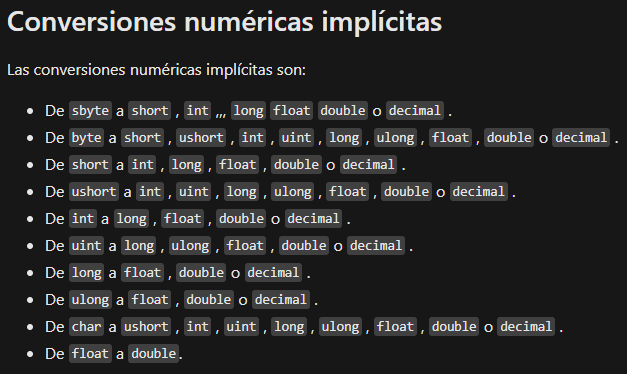 Conversiones numéricas implícitas
Las conversiones numéricas implícitas son:
• De sbyte a short , int ,,, long float double o decimal .
• De byte a short , ushort , int , uint , long , ulong , float , double o decimal .
• De short a int , long , float , double o decimal .
• De ushort a int , uint , long , ulong , float , double o decimal .
• De int a long , float , double o decimal .
• De uint a long , ulong , float , double o decimal .
• De long a float , double o decimal .
• De ulong a float , double o decimal .
• De char a ushort , int , uint , long , ulong , float , double o decimal .
• De float a double.